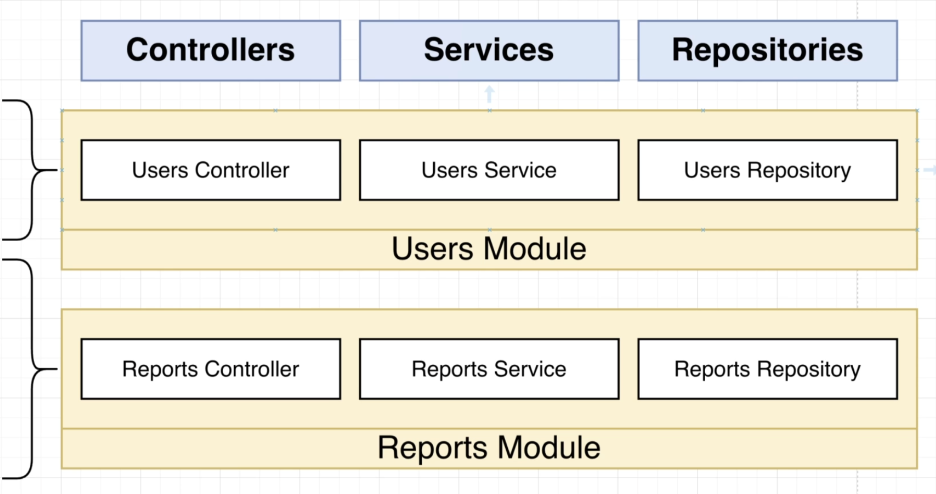 Controllers
Services
Repositories
Users Controller
Users Service
Users Repository
Users Module
Reports Controller
Reports Service
Reports Repository
Reports Module